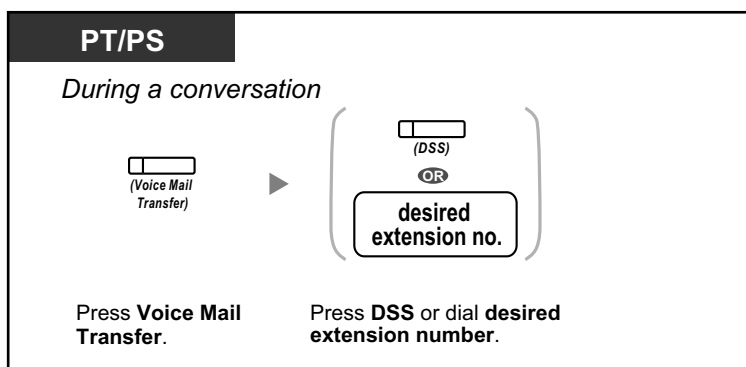 PT/PS
During a conversation
(Voice Mail
Transfer)
(DSS)
OR
desired
extension no.
Press Voice Mail
Transfer.
Press DSS or dial desired
extension number.